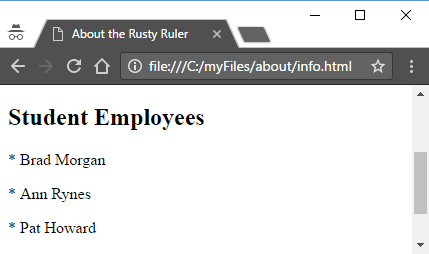 About the Rusty Ruler
file:///C:/myFiles/about/info.html
Student Employees
* Brad Morgan
* Ann Rynes
* Pat Howard